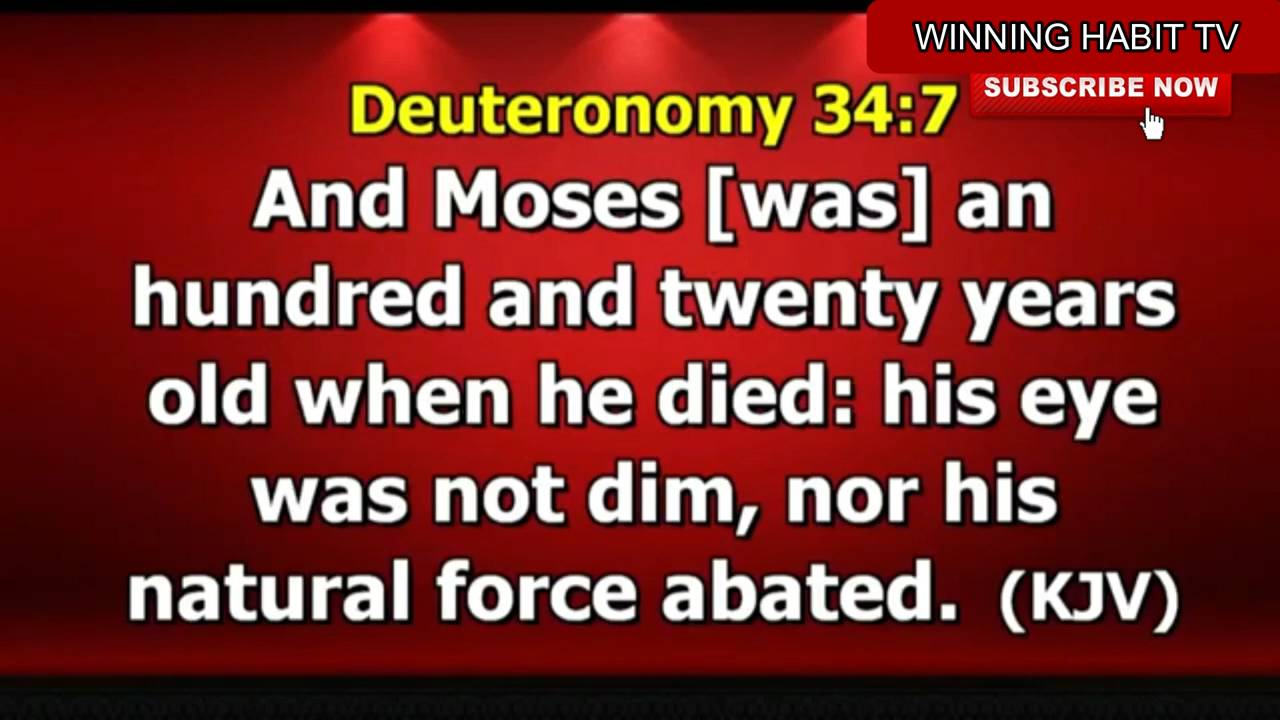 WINNING HABIT TV
SUBSCRIBE NOW
Deuteronomy 34:7
And Moses [was] an
hundred and twenty years
old when he died: his eye
was not dim, nor his
natural force abated. (KJV)